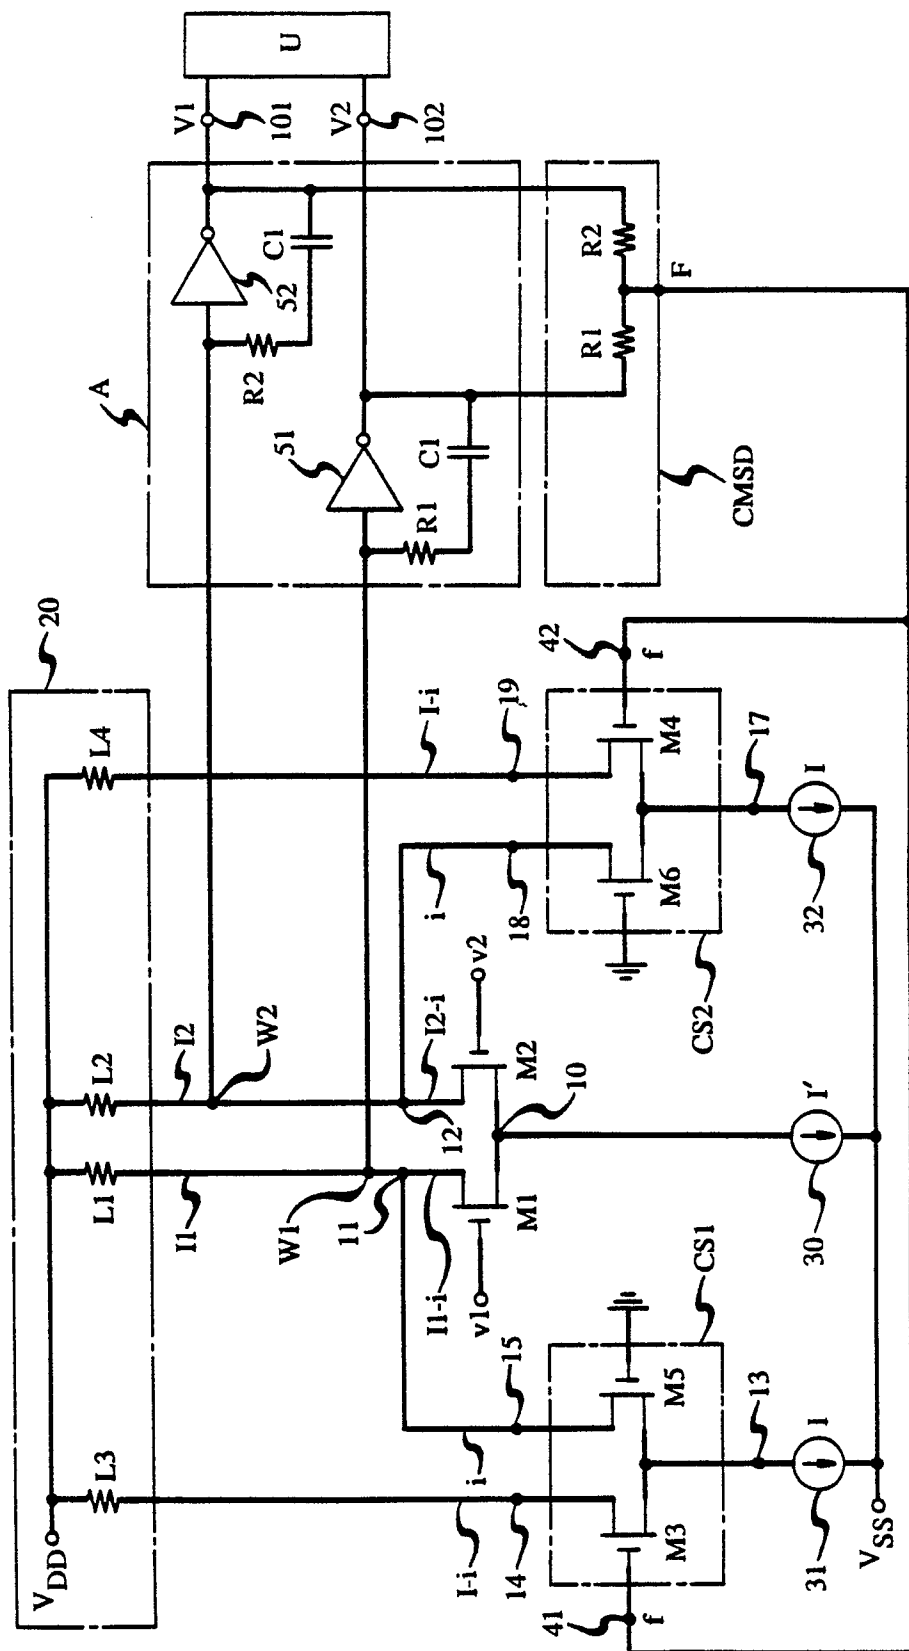 20
V_DD
L3
L1
L2
L4
I1
I2
W1
W2
A
52
R2
C1
51
R1
C1
V1
101
V2
102
U
I-i
14
i
15
11
I1-i
12
I2-i
i
18
I-i
19
v1
v2
M1
M2
10
41
f
M3
M5
CS1
13
I
31
V_SS
30
I'
CS2
M6
M4
42
f
17
I
32
R1
R2
F
CMSD